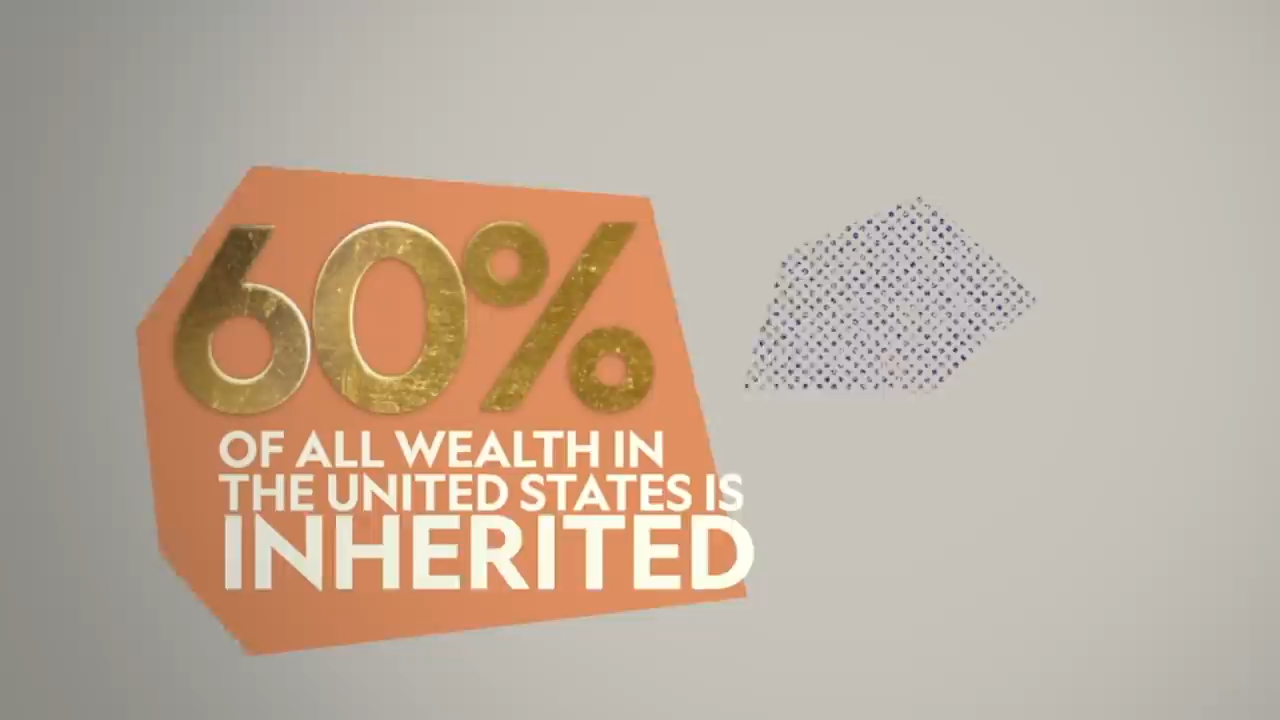 60%
OF ALL WEALTH IN
THE UNITED STATES IS
INHERITED